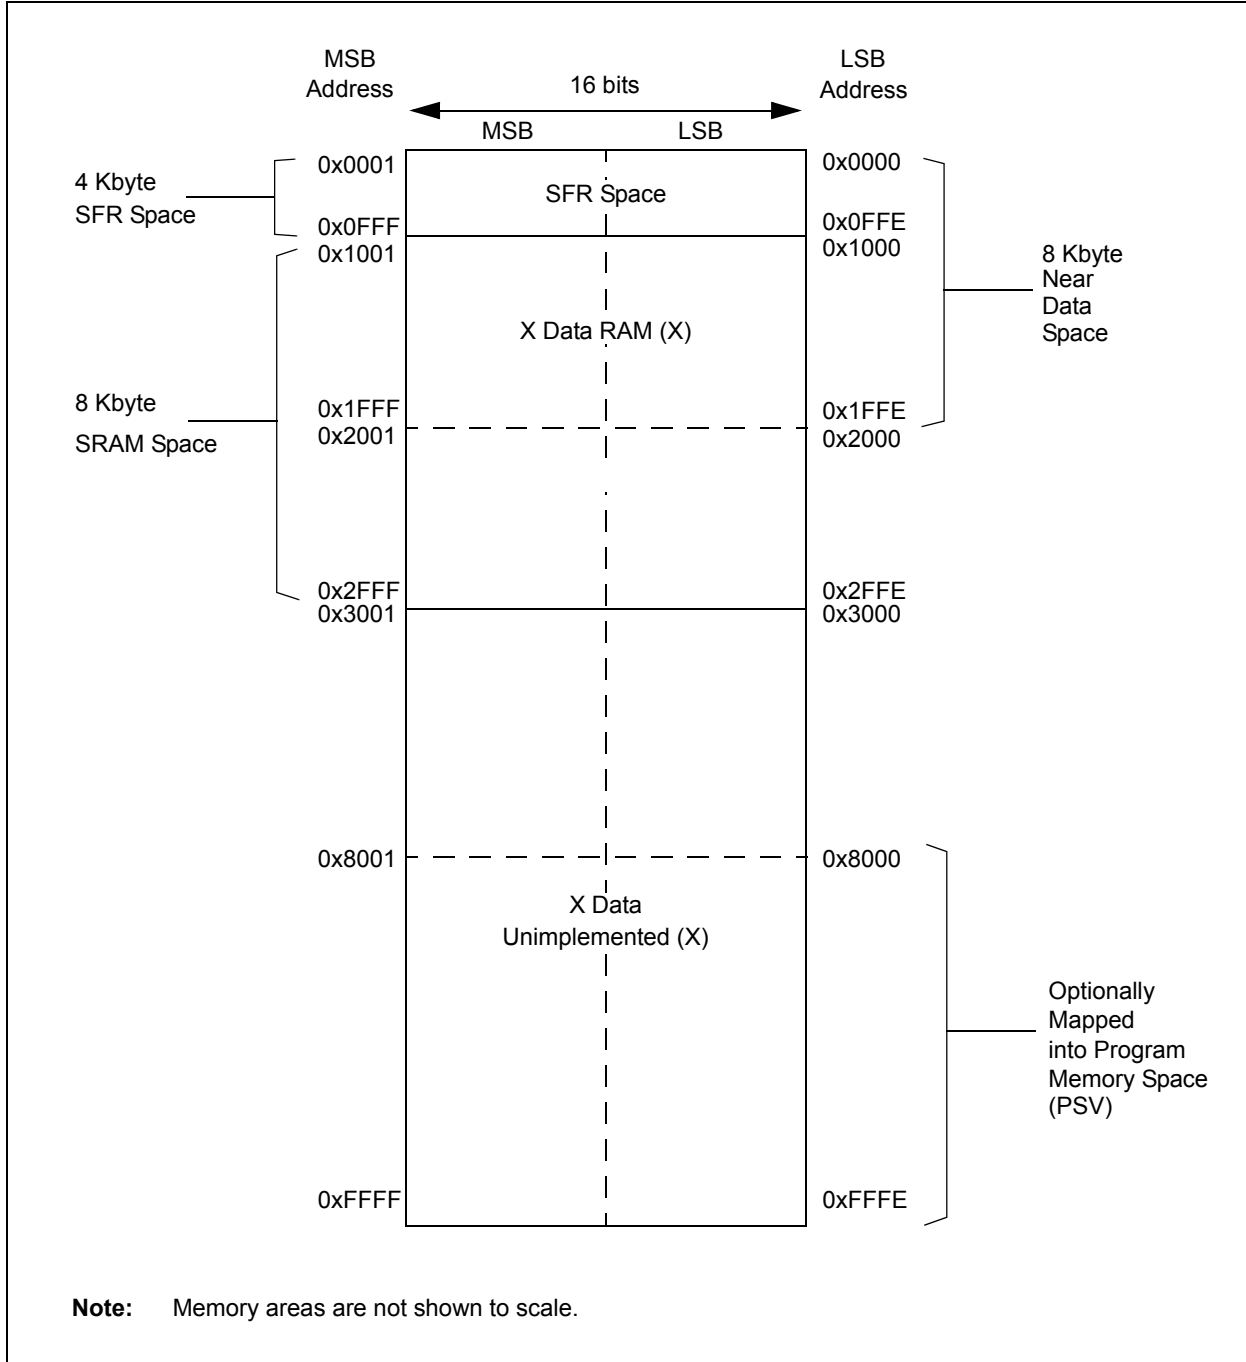 MSB
Address
16 bits
LSB
Address
MSB
LSB
4 Kbyte
SFR Space
0x0001
0x0FFF
SFR Space
0x0000
0x0FFE
0x1001
0x1000
8 Kbyte
Near
Data
Space
X Data RAM (X)
8 Kbyte
SRAM Space
0x1FFF
0x2001
0x1FFE
0x2000
0x2FFF
0x3001
0x2FFE
0x3000
0x8001
0x8000
X Data
Unimplemented (X)
Optionally
Mapped
into Program
Memory Space
(PSV)
0xFFFF
0xFFFE
Note: Memory areas are not shown to scale.